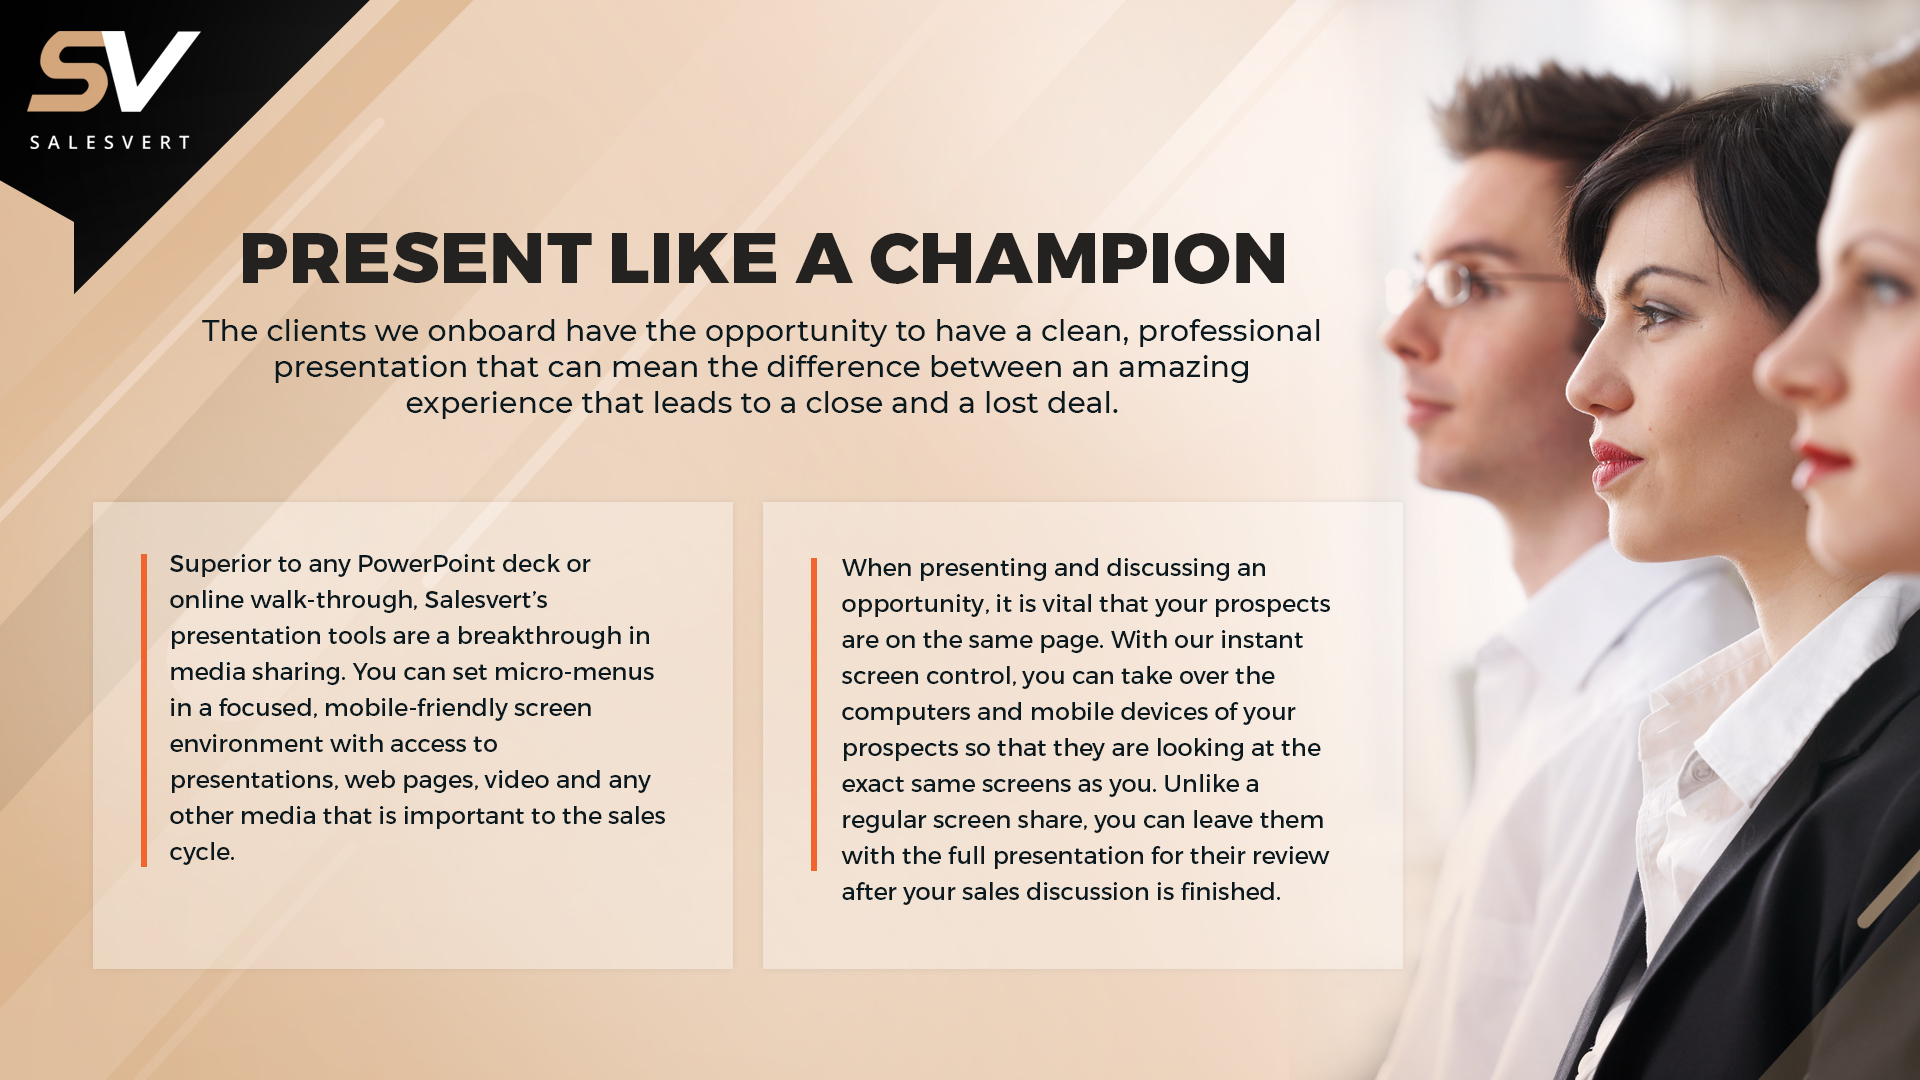 SV
SALESVERT
PRESENT LIKE A CHAMPION
The clients we onboard have the opportunity to have a clean, professional
presentation that can mean the difference between an amazing
experience that leads to a close and a lost deal.
Superior to any PowerPoint deck or
online walk-through, Salesvert’s
presentation tools are a breakthrough in
media sharing. You can set micro-menus
in a focused, mobile-friendly screen
environment with access to
presentations, web pages, video and any
other media that is important to the sales
cycle.
When presenting and discussing an
opportunity, it is vital that your prospects
are on the same page. With our instant
screen control, you can take over the
computers and mobile devices of your
prospects so that they are looking at the
exact same screens as you. Unlike a
regular screen share, you can leave them
with the full presentation for their review
after your sales discussion is finished.